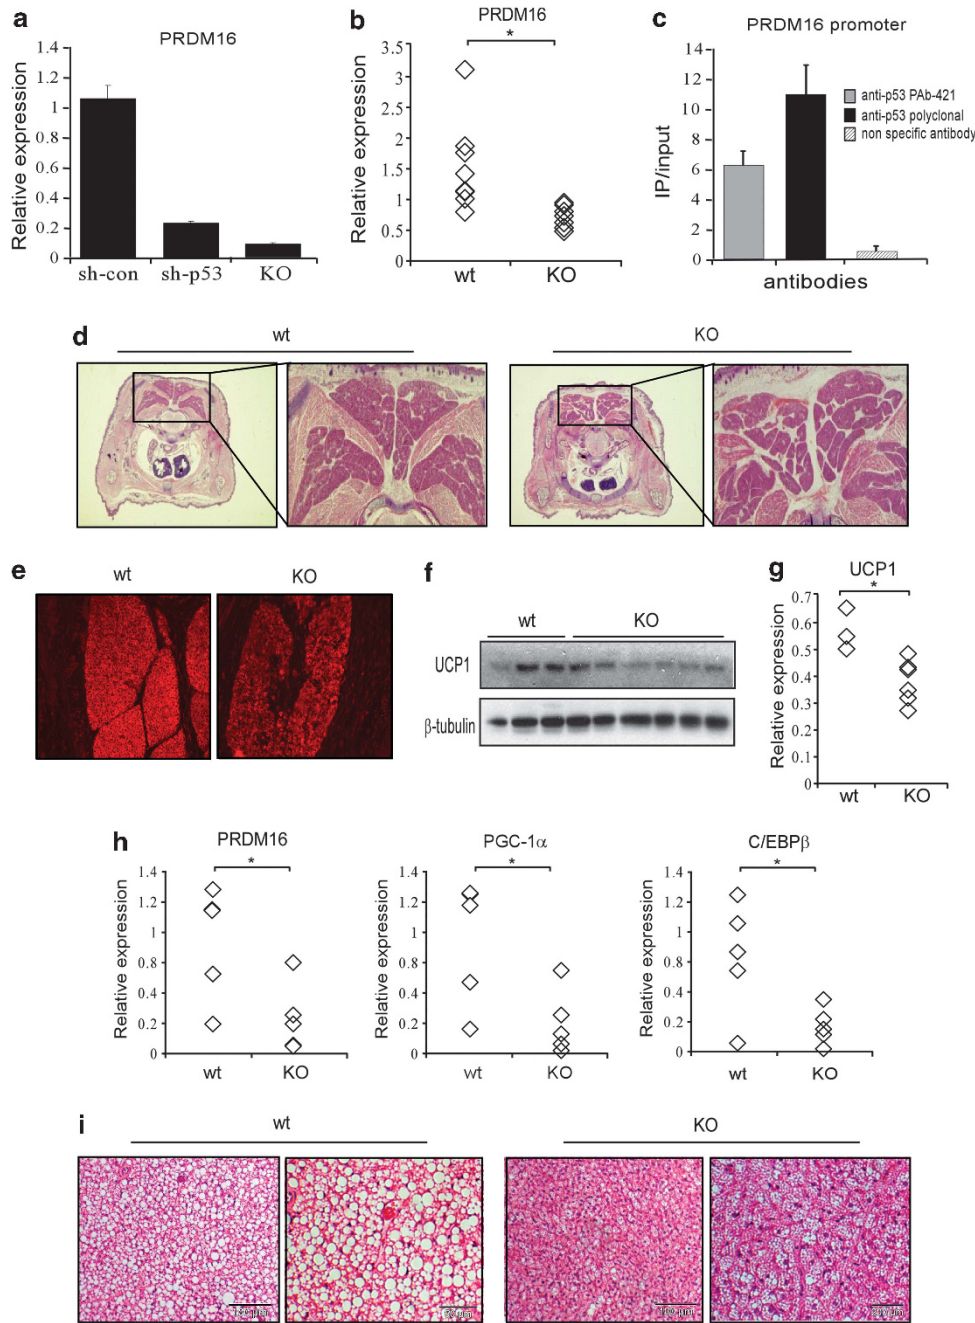 a
PRDM16
Relative expression
1.4
1.2
1
0.8
0.6
0.4
0.2
0
sh-con sh-p53 KO
b
PRDM16
*
Relative expression
3.5
3
2.5
2
1.5
1
0.5
0
wt KO
c
PRDM16 promoter
IP/input
14
12
10
8
6
4
2
0
antibodies
anti-p53 PAb-421
anti-p53 polyclonal
non specific antibody
d
wt KO
e
wt KO
f
wt KO
UCP1
β-tubulin
g
UCP1
*
Relative expression
0.7
0.6
0.5
0.4
0.3
0.2
0.1
0
wt KO
h
PRDM16
*
Relative expression
1.4
1.2
1
0.8
0.6
0.4
0.2
0
wt KO
PGC-1α
*
Relative expression
1.4
1.2
1
0.8
0.6
0.4
0.2
0
wt KO
C/EBPβ
*
Relative expression
1.4
1.2
1
0.8
0.6
0.4
0.2
0
wt KO
i
wt KO